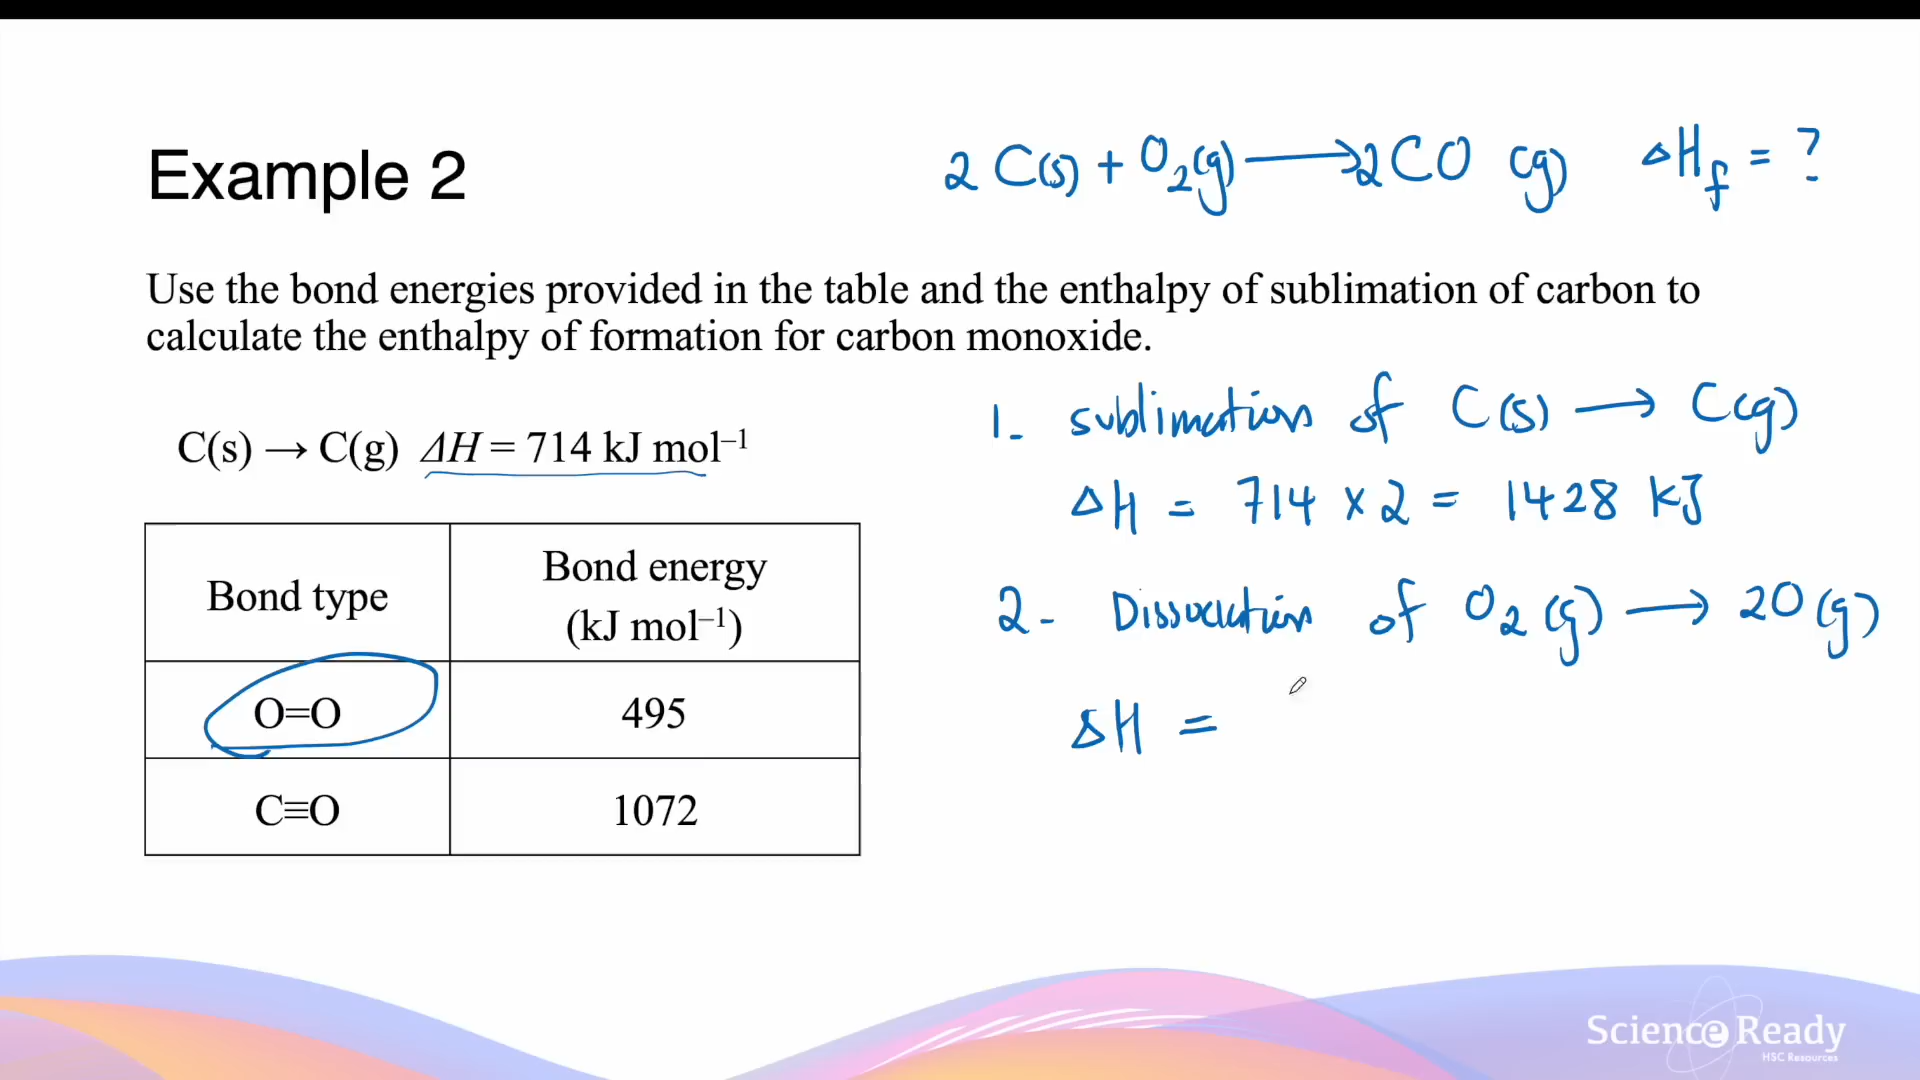 Example 2
2 C(s) + O₂(g) → 2 CO (g) ΔH_f = ?
Use the bond energies provided in the table and the enthalpy of sublimation of carbon to
calculate the enthalpy of formation for carbon monoxide.
C(s) → C(g) ΔH = 714 kJ mol⁻¹
1. sublimation of C(s) → C(g)
ΔH = 714 × 2 = 1428 kJ
2. Dissociation of O₂(g) → 2O(g)
ΔH =
Bond type
Bond energy
(kJ mol⁻¹)
O=O
495
C≡O
1072
Science Ready
HSC Resources